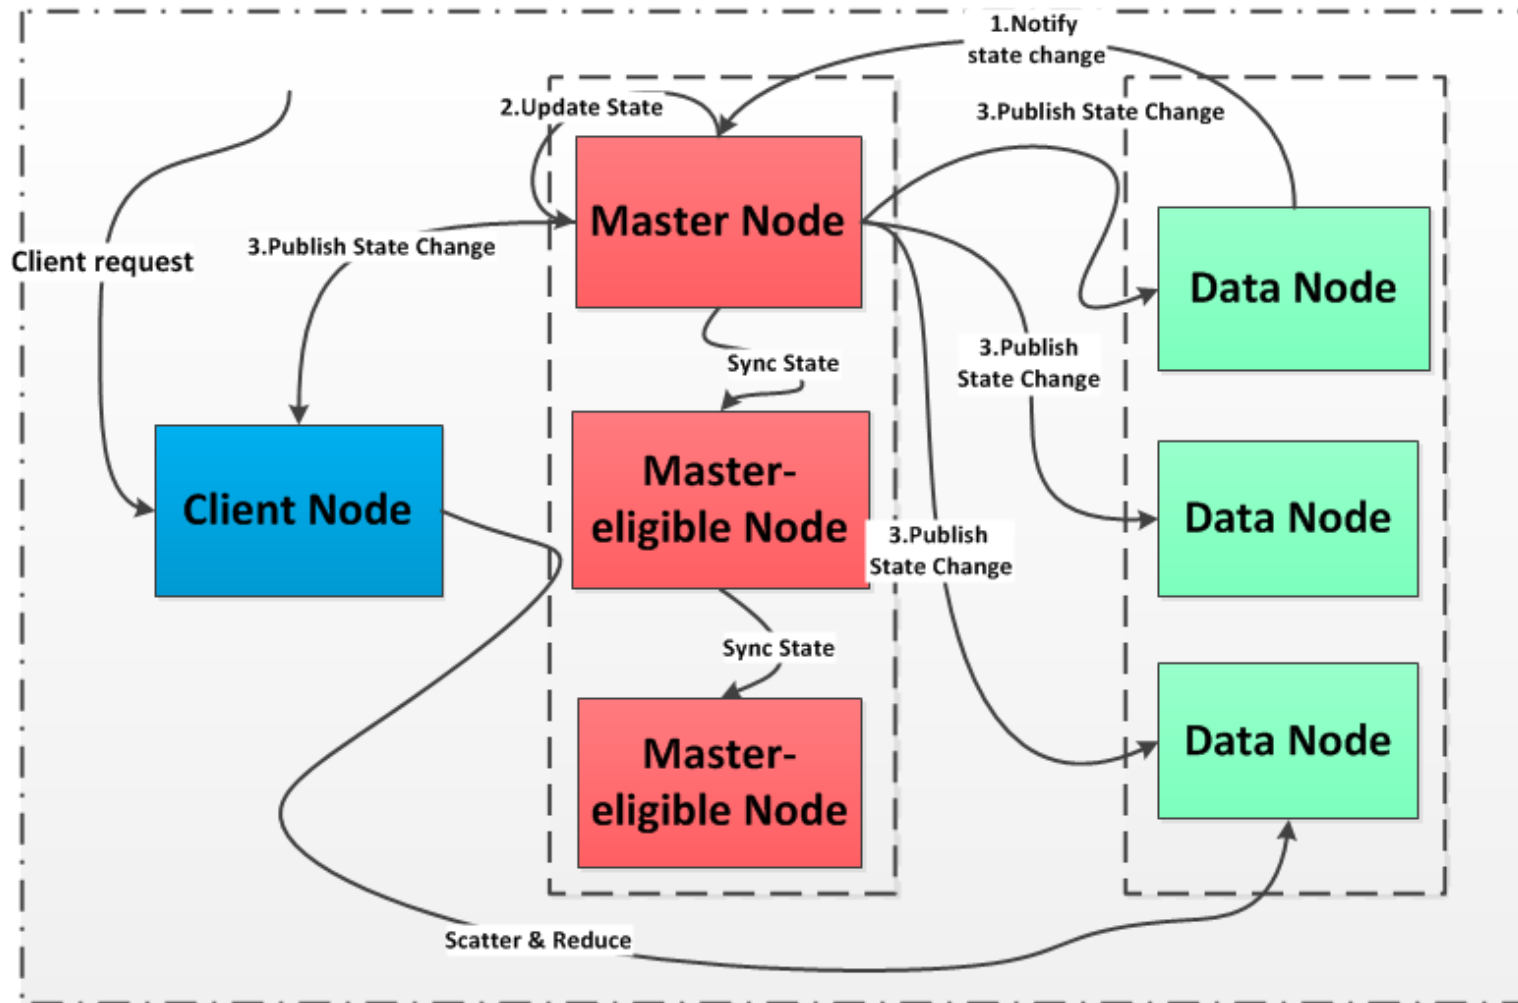 1.Notify
state change
2.Update State
3.Publish State Change
Master Node
3.Publish State Change
Client request
Data Node
3.Publish
State Change
Sync State
Master-
eligible Node
Client Node
Data Node
3.Publish
State Change
Sync State
Master-
eligible Node
Data Node
Scatter & Reduce